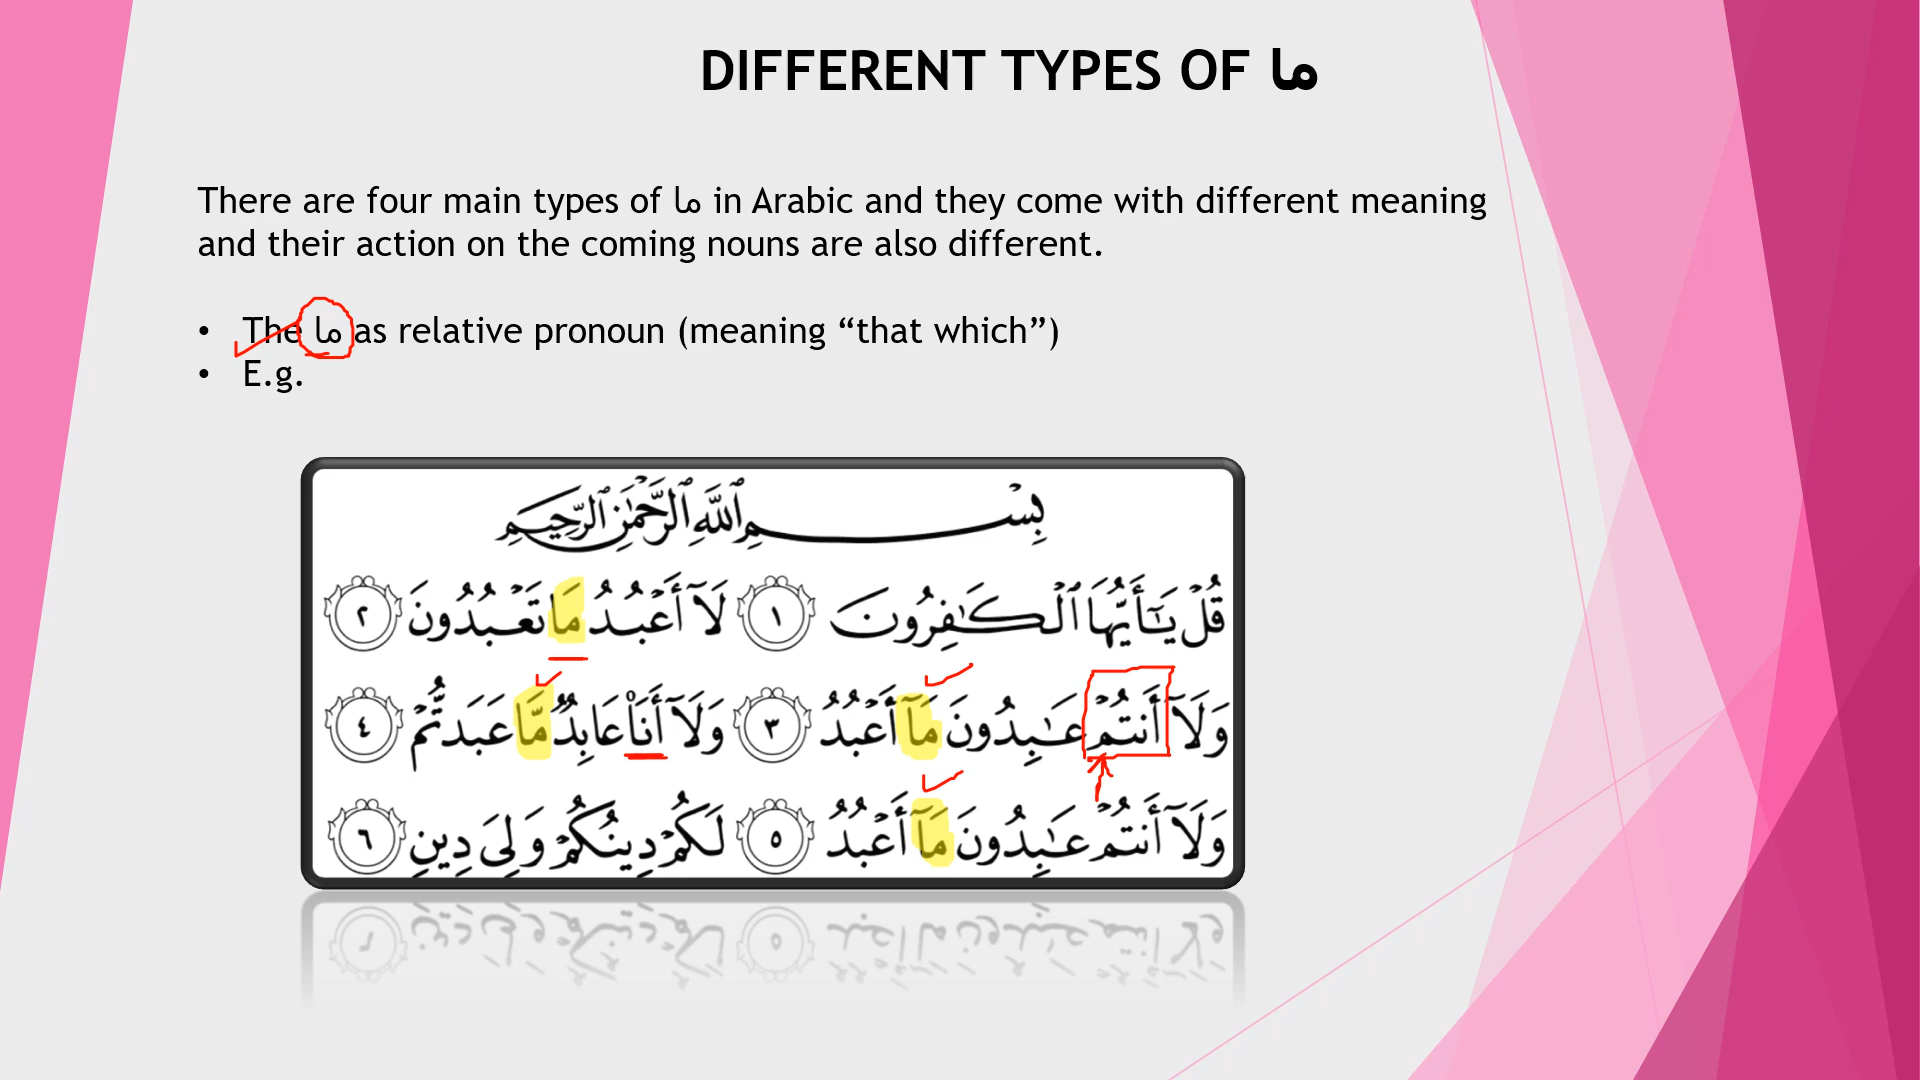 DIFFERENT TYPES OF ما
There are four main types of ما in Arabic and they come with different meaning
and their action on the coming nouns are also different.
• The ما as relative pronoun (meaning “that which”)
• E.g.
بِسْمِ ٱللَّهِ ٱلرَّحْمَٰنِ ٱلرَّحِيمِ
قُلْ يَٰٓأَيُّهَا ٱلْكَٰفِرُونَ ١ لَآ أَعْبُدُ مَا تَعْبُدُونَ ٢
وَلَآ أَنتُمْ عَٰبِدُونَ مَآ أَعْبُدُ ٣ وَلَآ أَنَا۠ عَابِدٌ مَّا عَبَدتُّمْ ٤
وَلَآ أَنتُمْ عَٰبِدُونَ مَآ أَعْبُدُ ٥ لَكُمْ دِينُكُمْ وَلِىَ دِينِ ٦